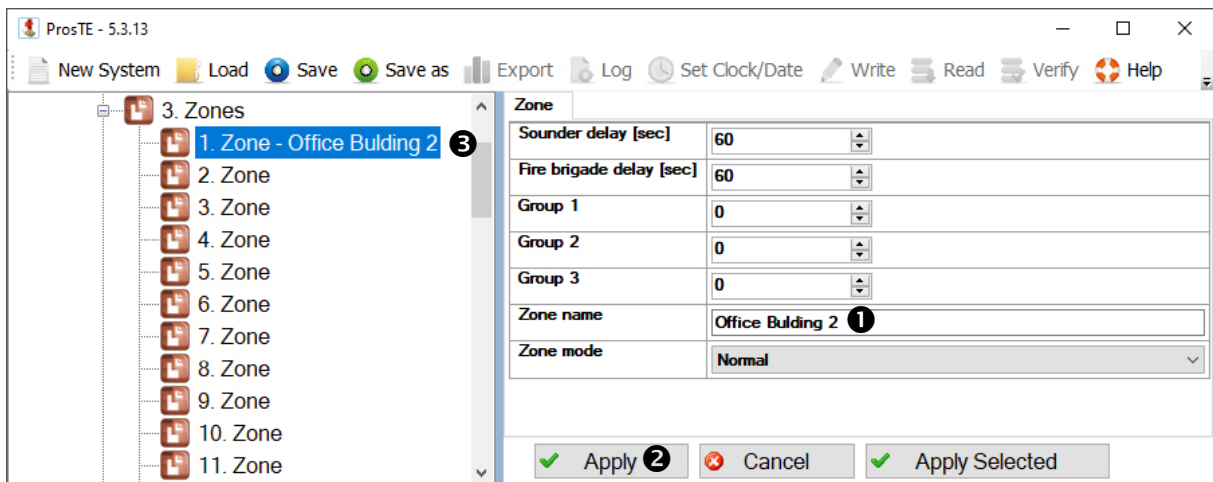 ProsTE - 5.3.13
New System Load Save Save as Export Log Set Clock/Date Write Read Verify Help
3. Zones
1. Zone - Office Bulding 2 ❸
2. Zone
3. Zone
4. Zone
5. Zone
6. Zone
7. Zone
8. Zone
9. Zone
10. Zone
11. Zone
Zone
Sounder delay [sec] 60
Fire brigade delay [sec] 60
Group 1 0
Group 2 0
Group 3 0
Zone name Office Bulding 2 ❶
Zone mode Normal
Apply ❷ Cancel Apply Selected